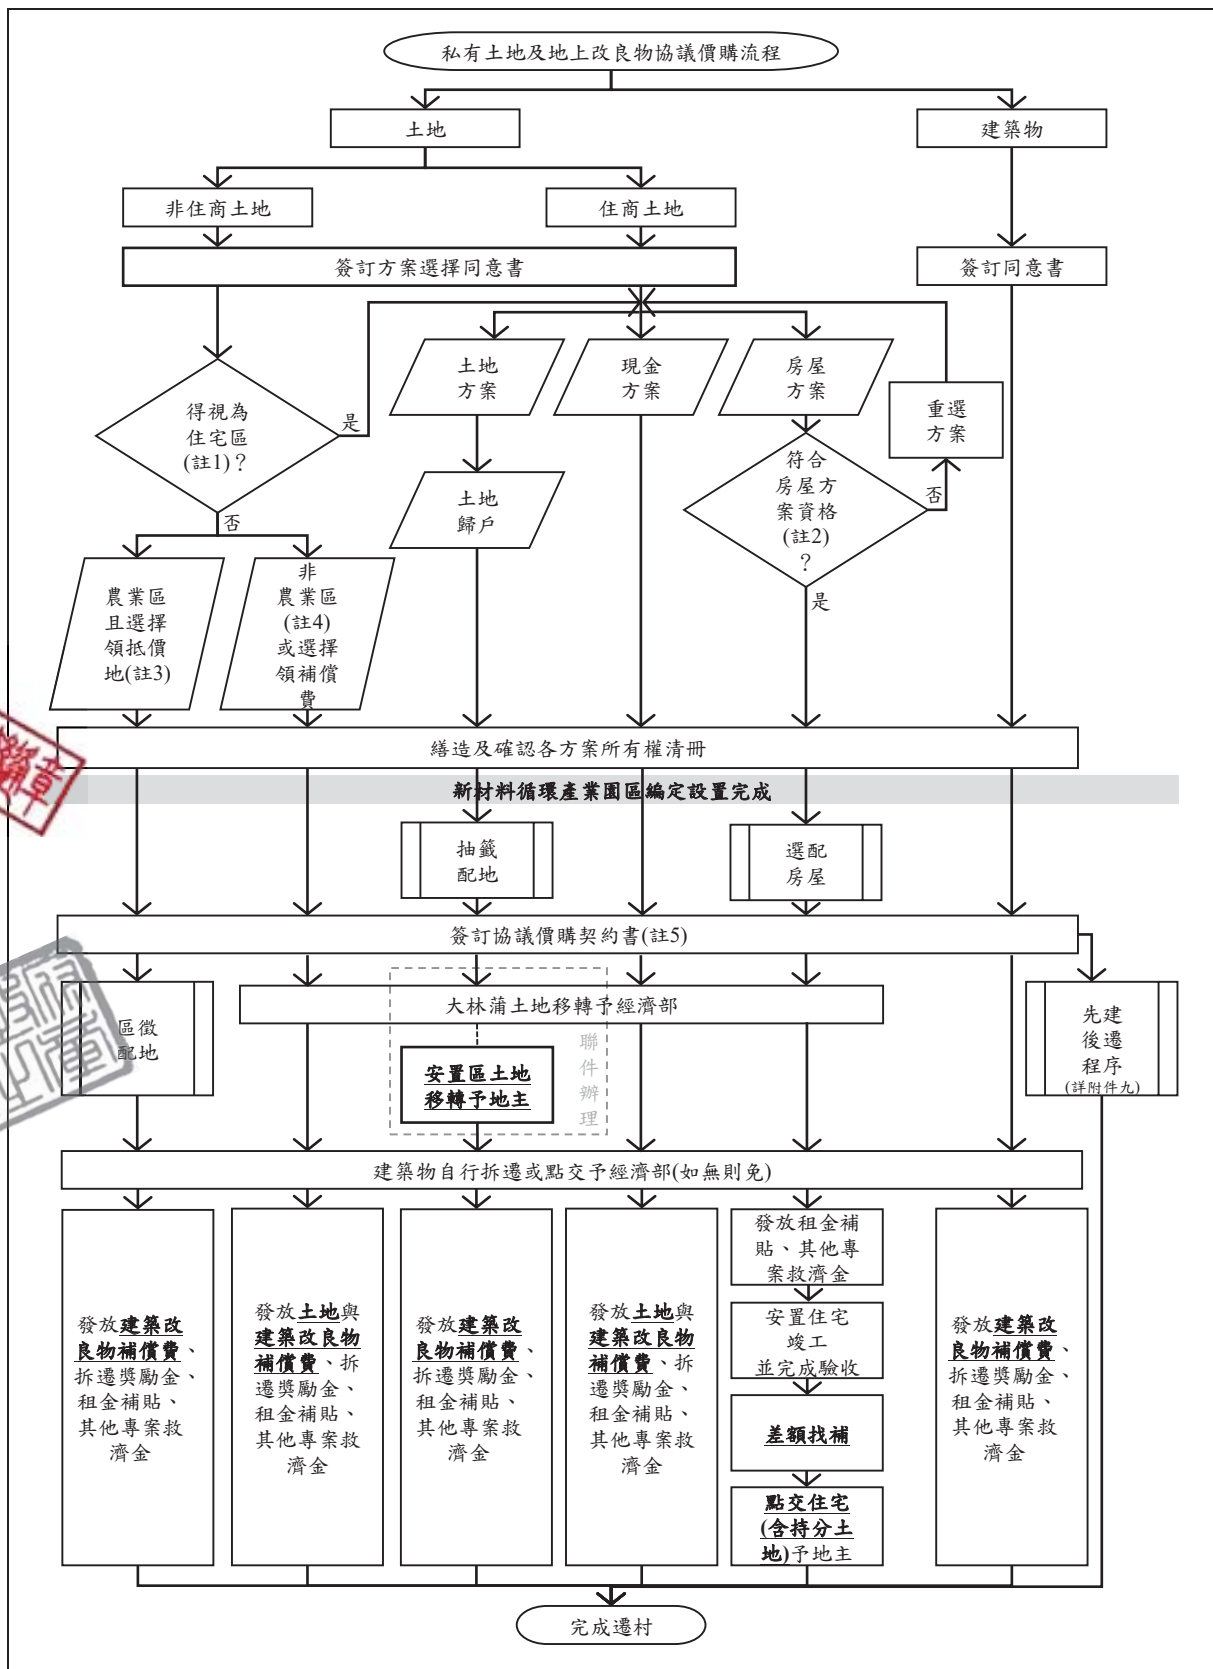 私有土地及地上改良物協議價購流程
土地
建築物
非住商土地
住商土地
簽訂方案選擇同意書
簽訂同意書
得視為
住宅區
(註1)？
是
否
土地
方案
現金
方案
房屋
方案
重選
方案
土地
歸戶
符合
房屋方
案資格
(註2)
？
否
是
農業區
且選擇
領抵價
地(註3)
非
農業區
(註4)
或選擇
領補償
費
繕造及確認各方案所有權清冊
新材料循環產業園區編定設置完成
抽籤
配地
選配
房屋
簽訂協議價購契約書(註5)
區徵
配地
大林蒲土地移轉予經濟部
安置區土地
移轉予地主
聯
件
辦
理
先建
後遷
程序
(詳附件九)
建築物自行拆遷或點交予經濟部(如無則免)
發放建築改
良物補償費、
拆遷獎勵金、
租金補貼、
其他專案救
濟金
發放土地與
建築改良物
補償費、拆
遷獎勵金、
租金補貼、
其他專案救
濟金
發放建築改
良物補償費、
拆遷獎勵金、
租金補貼、
其他專案救
濟金
發放土地與
建築改良物
補償費、拆
遷獎勵金、
租金補貼、
其他專案救
濟金
發放租金補
貼、其他專
案救濟金
安置住宅
竣工
並完成驗收
差額找補
點交住宅
(含持分土
地)予地主
發放建築改
良物補償費、
拆遷獎勵金、
租金補貼、
其他專案救
濟金
完成遷村